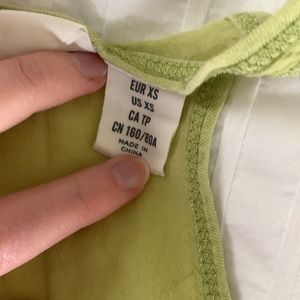 EUR XS
US XS
CA TP
CN 160/80A
MADE IN
CHINA